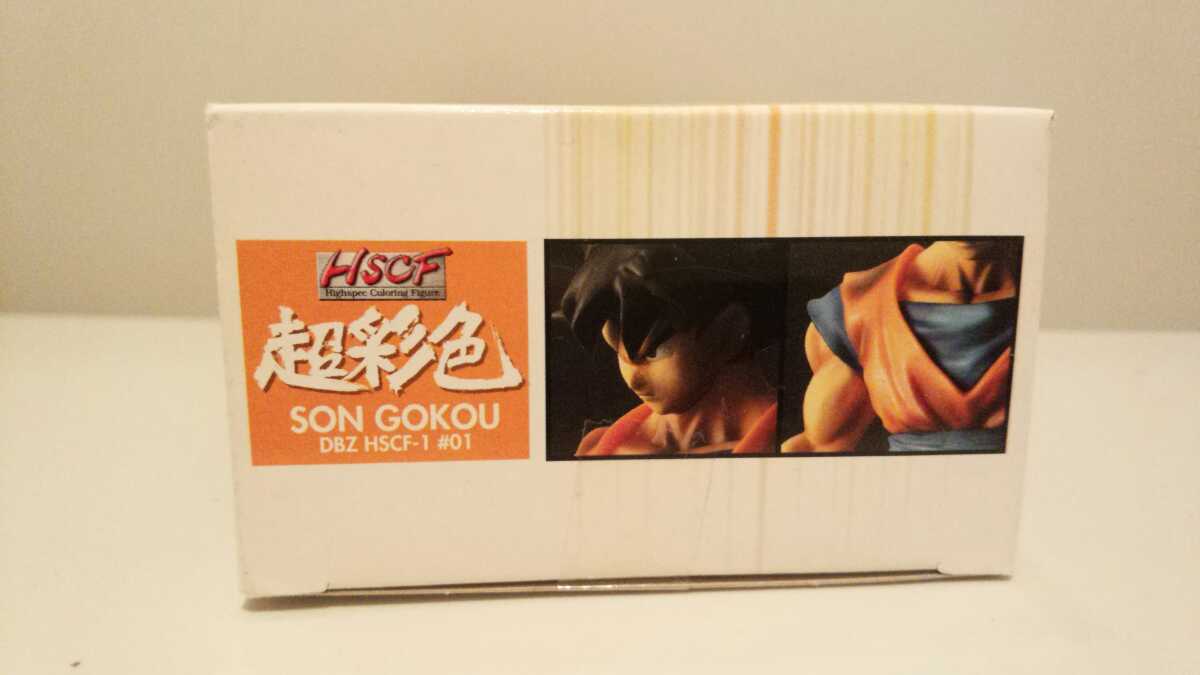 HSCF
Highspec Coloring Figure
超彩色
SON GOKOU
DBZ HSCF-1 #01